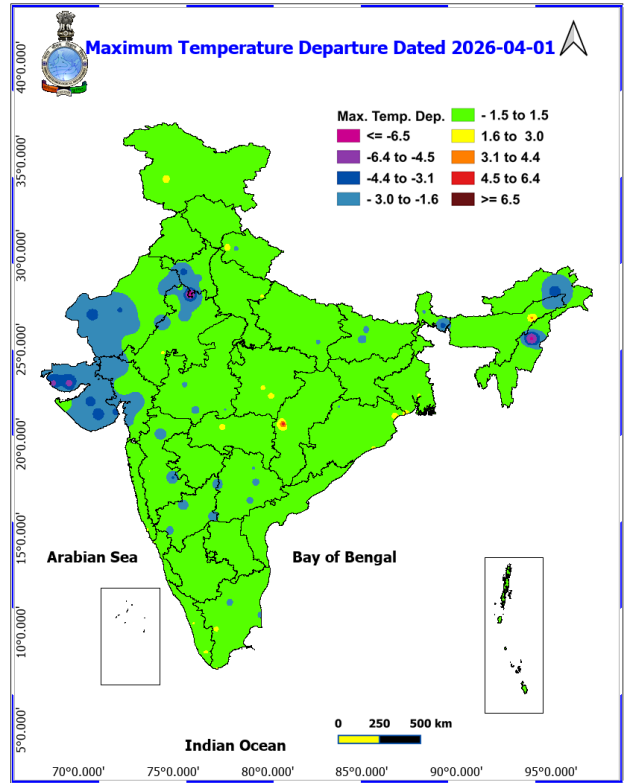 Maximum Temperature Departure Dated 2026-04-01
Max. Temp. Dep.
<= -6.5
-6.4 to -4.5
-4.4 to -3.1
- 3.0 to -1.6
- 1.5 to 1.5
1.6 to 3.0
3.1 to 4.4
4.5 to 6.4
>= 6.5
40°0.000'
35°0.000'
30°0.000'
25°0.000'
20°0.000'
15°0.000'
10°0.000'
5°0.000'
Arabian Sea
Bay of Bengal
Indian Ocean
0 250 500 km
70°0.000' 75°0.000' 80°0.000' 85°0.000' 90°0.000' 95°0.000'